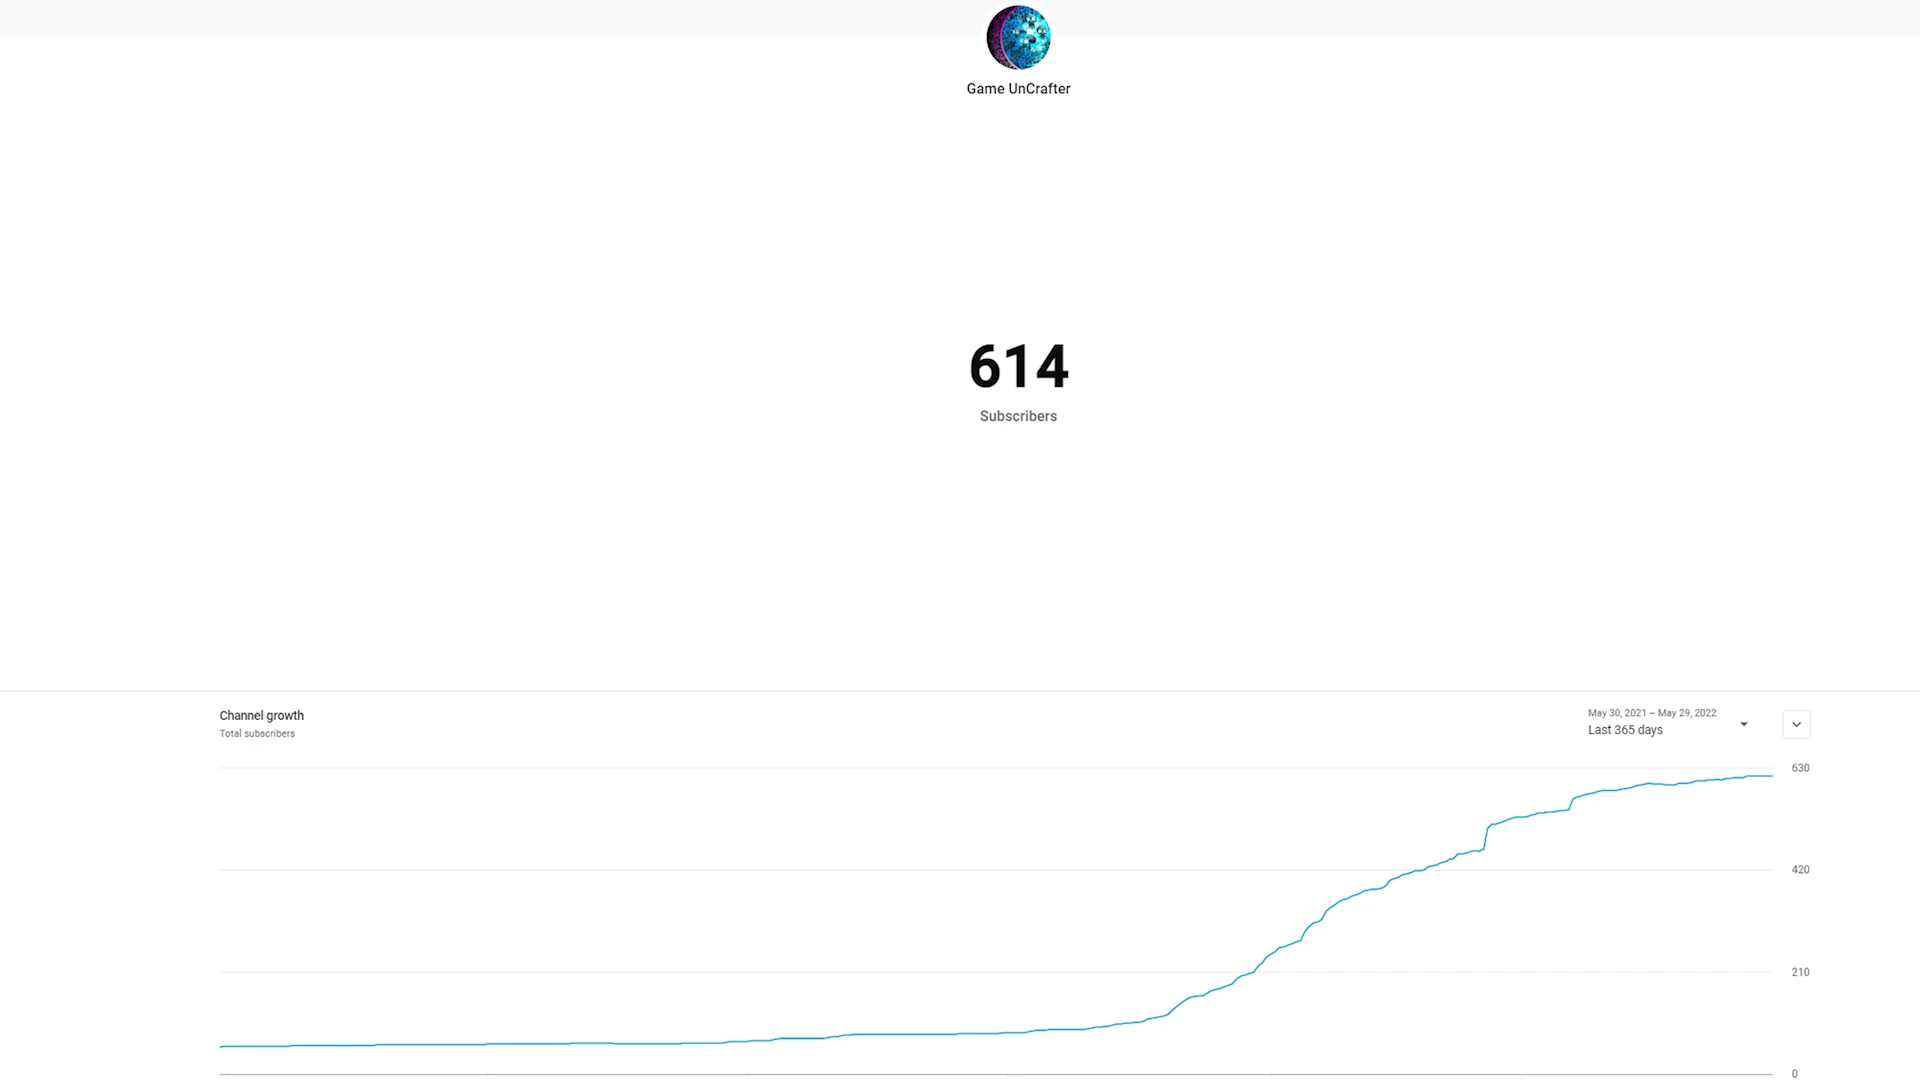 Game UnCrafter
614
Subscribers
Channel growth
Total subscribers
May 30, 2021 – May 29, 2022
Last 365 days
630
420
210
0